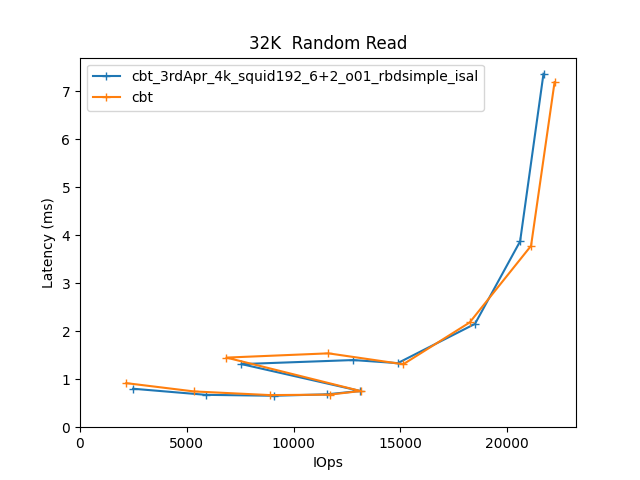 32K  Random Read
cbt_3rdApr_4k_squid192_6+2_o01_rbdsimple_isal
cbt
Latency (ms)
7
6
5
4
3
2
1
0
0 5000 10000 15000 20000
IOps